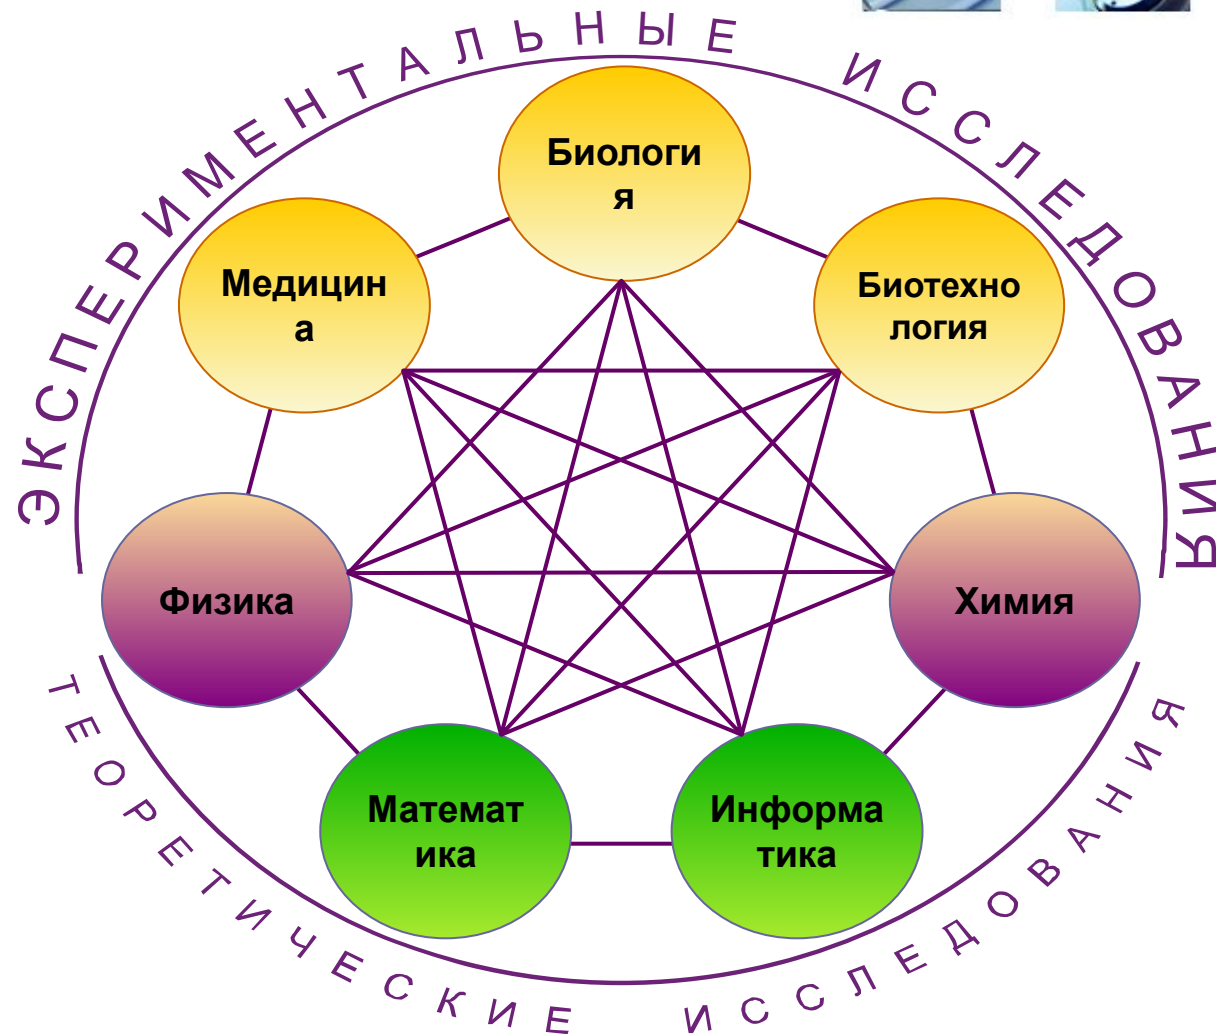 ЭКСПЕРИМЕНТАЛЬНЫЕ ИССЛЕДОВАНИЯ
Биологи
я
Медицин
а
Биотехно
логия
Физика
Химия
Математ
ика
Информа
тика
ТЕОРЕТИЧЕСКИЕ ИССЛЕДОВАНИЯ